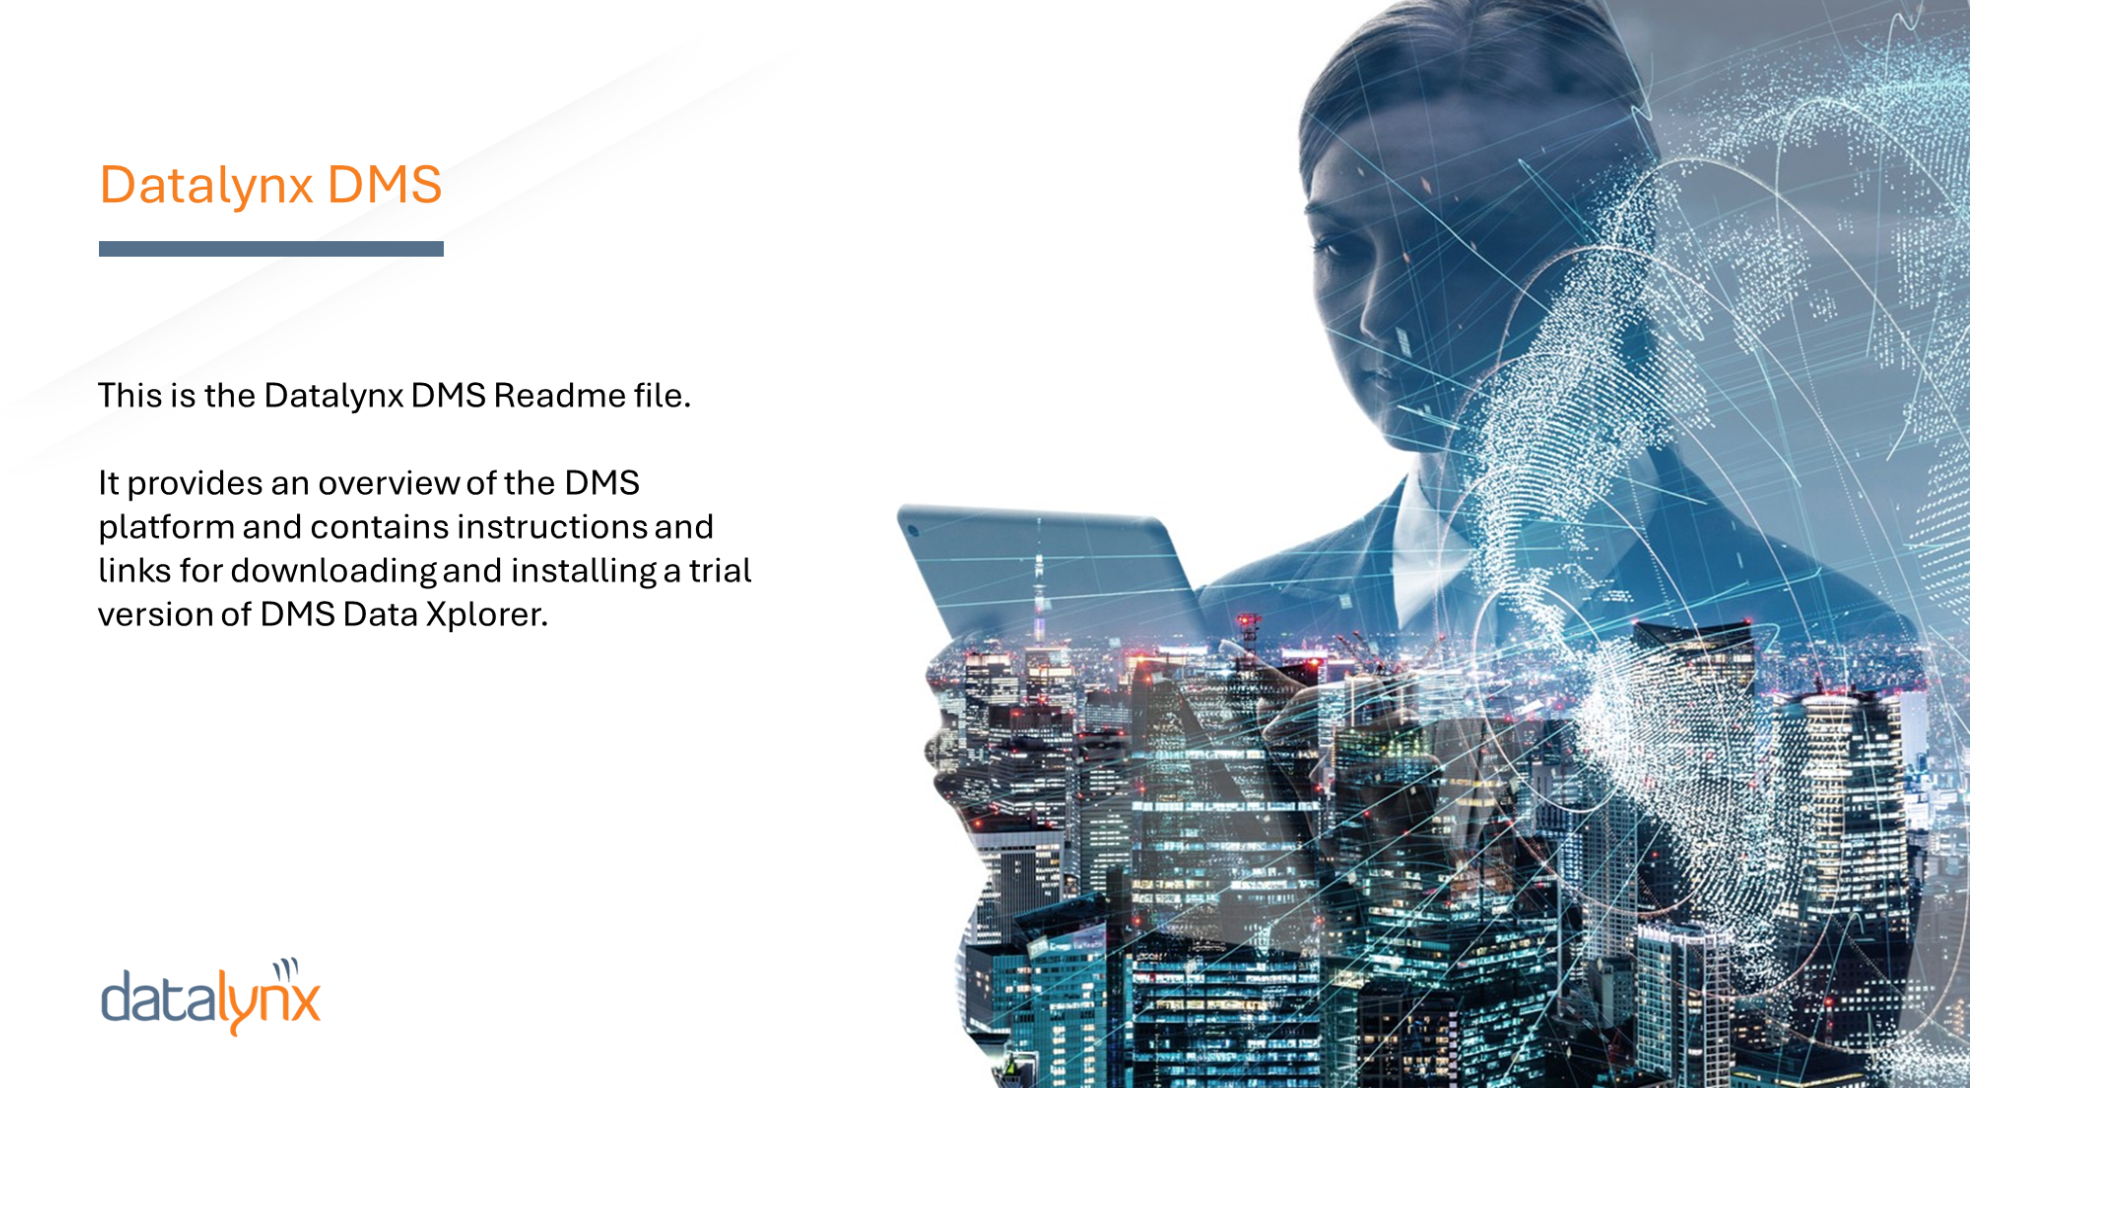 Datalynx DMS
This is the Datalynx DMS Readme file.
It provides an overview of the DMS
platform and contains instructions and
links for downloading and installing a trial
version of DMS Data Xplorer.
datalynx